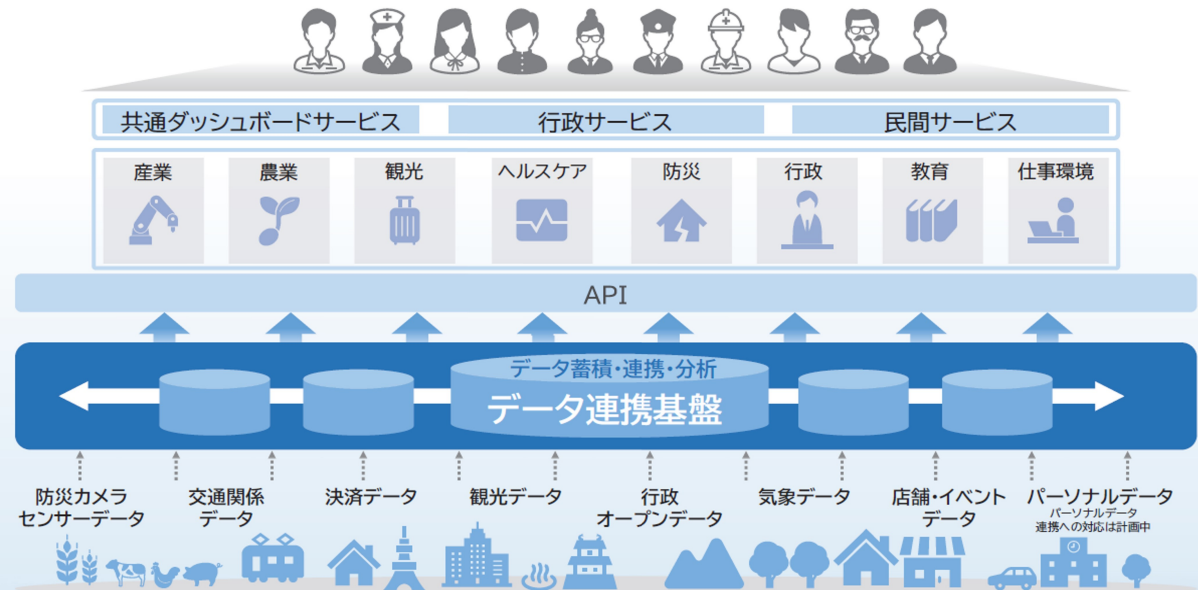 共通ダッシュボードサービス
行政サービス
民間サービス
産業
農業
観光
ヘルスケア
防災
行政
教育
仕事環境
API
データ蓄積・連携・分析
データ連携基盤
防災カメラ
センサーデータ
交通関係
データ
決済データ
観光データ
行政
オープンデータ
気象データ
店舗・イベント
データ
パーソナルデータ
パーソナルデータ
連携への対応は計画中